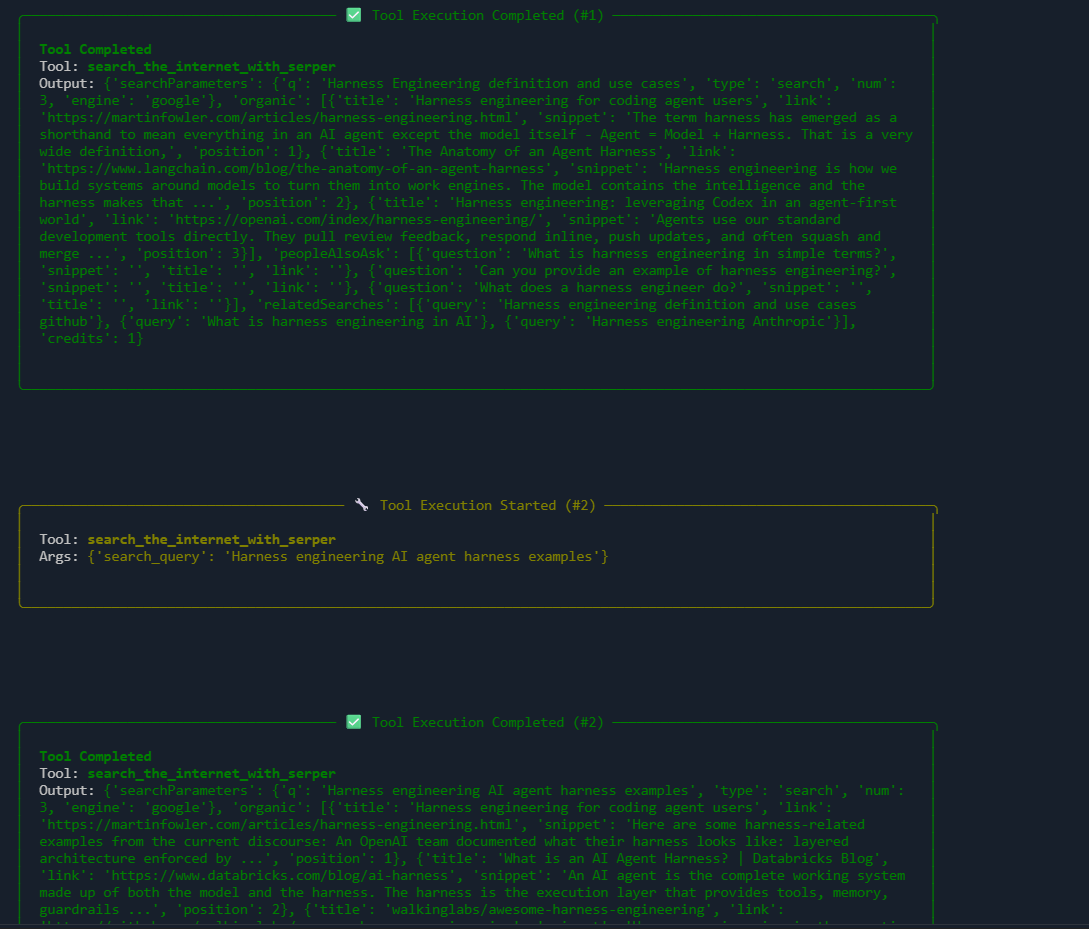 ✅ Tool Execution Completed (#1)
Tool Completed
Tool: search_the_internet_with_serper
Output: {'searchParameters': {'q': 'Harness Engineering definition and use cases', 'type': 'search', 'num':
3, 'engine': 'google'}, 'organic': [{'title': 'Harness engineering for coding agent users', 'link':
'https://martinfowler.com/articles/harness-engineering.html', 'snippet': 'The term harness has emerged as a
shorthand to mean everything in an AI agent except the model itself - Agent = Model + Harness. That is a very
wide definition,', 'position': 1}, {'title': 'The Anatomy of an Agent Harness', 'link':
'https://www.langchain.com/blog/the-anatomy-of-an-agent-harness', 'snippet': 'Harness engineering is how we
build systems around models to turn them into work engines. The model contains the intelligence and the
harness makes that ...', 'position': 2}, {'title': 'Harness engineering: leveraging Codex in an agent-first
world', 'link': 'https://openai.com/index/harness-engineering/', 'snippet': 'Agents use our standard
development tools directly. They pull review feedback, respond inline, push updates, and often squash and
merge ...', 'position': 3}], 'peopleAlsoAsk': [{'question': 'What is harness engineering in simple terms?',
'snippet': '', 'title': '', 'link': ''}, {'question': 'Can you provide an example of harness engineering?',
'snippet': '', 'title': '', 'link': ''}, {'question': 'What does a harness engineer do?', 'snippet': '',
'title': '', 'link': ''}], 'relatedSearches': [{'query': 'Harness engineering definition and use cases
github'}, {'query': 'What is harness engineering in AI'}, {'query': 'Harness engineering Anthropic'}],
'credits': 1}
🔧 Tool Execution Started (#2)
Tool: search_the_internet_with_serper
Args: {'search_query': 'Harness engineering AI agent harness examples'}
✅ Tool Execution Completed (#2)
Tool Completed
Tool: search_the_internet_with_serper
Output: {'searchParameters': {'q': 'Harness engineering AI agent harness examples', 'type': 'search', 'num':
3, 'engine': 'google'}, 'organic': [{'title': 'Harness engineering for coding agent users', 'link':
'https://martinfowler.com/articles/harness-engineering.html', 'snippet': 'Here are some harness-related
examples from the current discourse: An OpenAI team documented what their harness looks like: layered
architecture enforced by ...', 'position': 1}, {'title': 'What is an AI Agent Harness? | Databricks Blog',
'link': 'https://www.databricks.com/blog/ai-harness', 'snippet': 'An AI agent is the complete working system
made up of both the model and the harness. The harness is the execution layer that provides tools, memory,
guardrails ...', 'position': 2}, {'title': 'walkinglabs/awesome-harness-engineering', 'link':